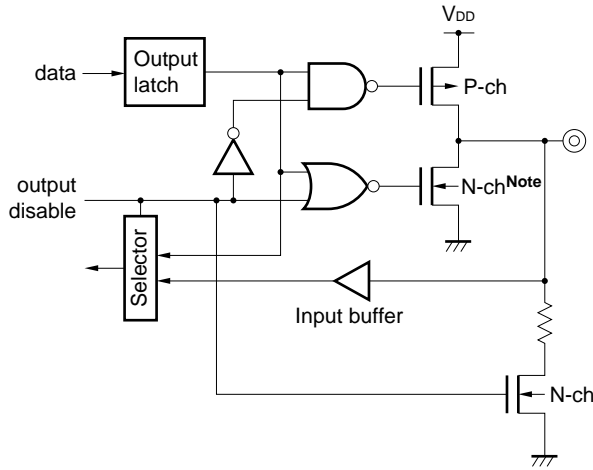 VDD
data
Output
latch
P-ch
output
disable
N-chNote
Selector
Input buffer
N-ch